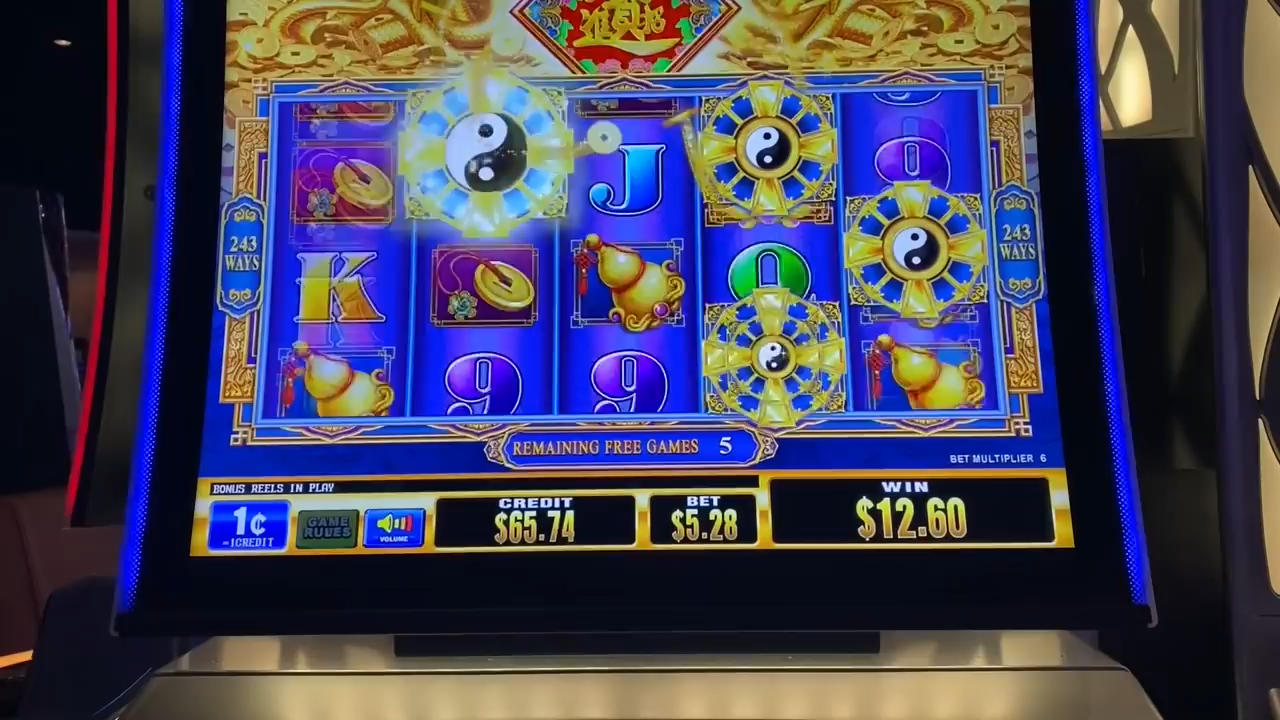 243
WAYS
243
WAYS
J
K
9
9
REMAINING FREE GAMES 5
BET MULTIPLIER 6
BONUS REELS IN PLAY
1¢
=1CREDIT
GAME
RULES
VOLUME
CREDIT
$65.74
BET
$5.28
WIN
$12.60